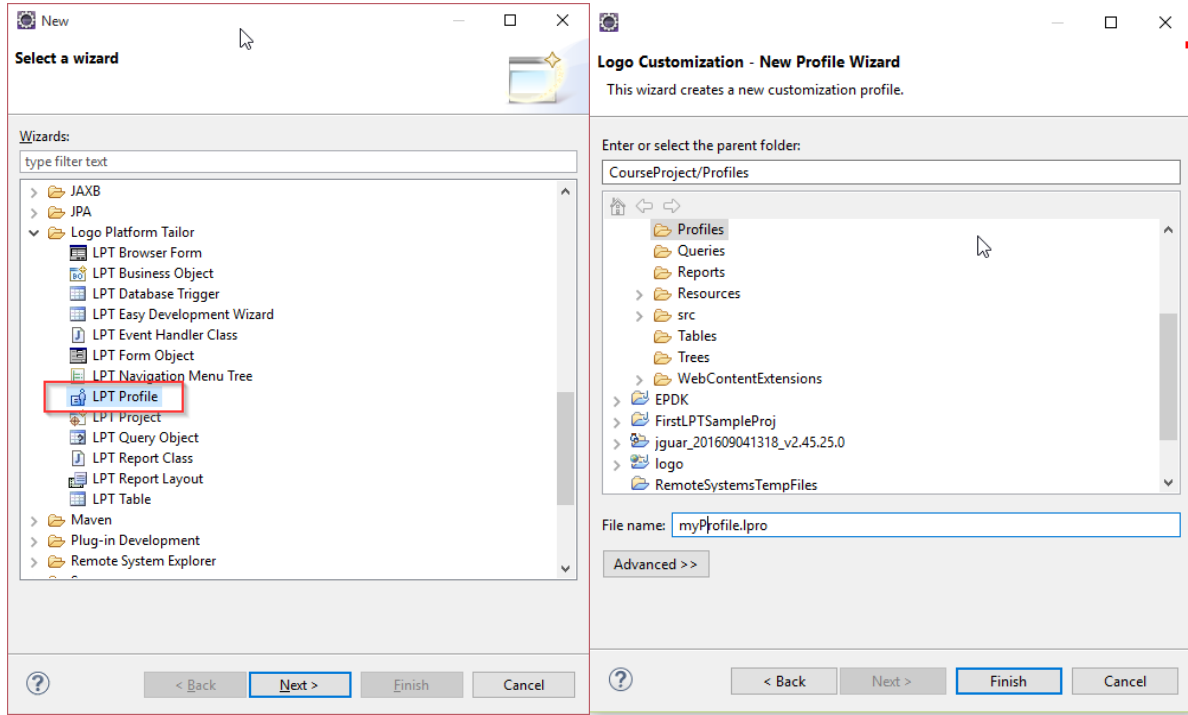 New
Select a wizard
Wizards:
type filter text
JAXB
JPA
Logo Platform Tailor
LPT Browser Form
LPT Business Object
LPT Database Trigger
LPT Easy Development Wizard
LPT Event Handler Class
LPT Form Object
LPT Navigation Menu Tree
LPT Profile
LPT Project
LPT Query Object
LPT Report Class
LPT Report Layout
LPT Table
Maven
Plug-in Development
Remote System Explorer
< Back
Next >
Finish
Cancel
Logo Customization - New Profile Wizard
This wizard creates a new customization profile.
Enter or select the parent folder:
CourseProject/Profiles
Profiles
Queries
Reports
Resources
src
Tables
Trees
WebContentExtensions
EPDK
FirstLPTSampleProj
jguar_201609041318_v2.45.25.0
logo
RemoteSystemsTempFiles
File name: myProfile.lpro
Advanced >>
< Back
Next >
Finish
Cancel